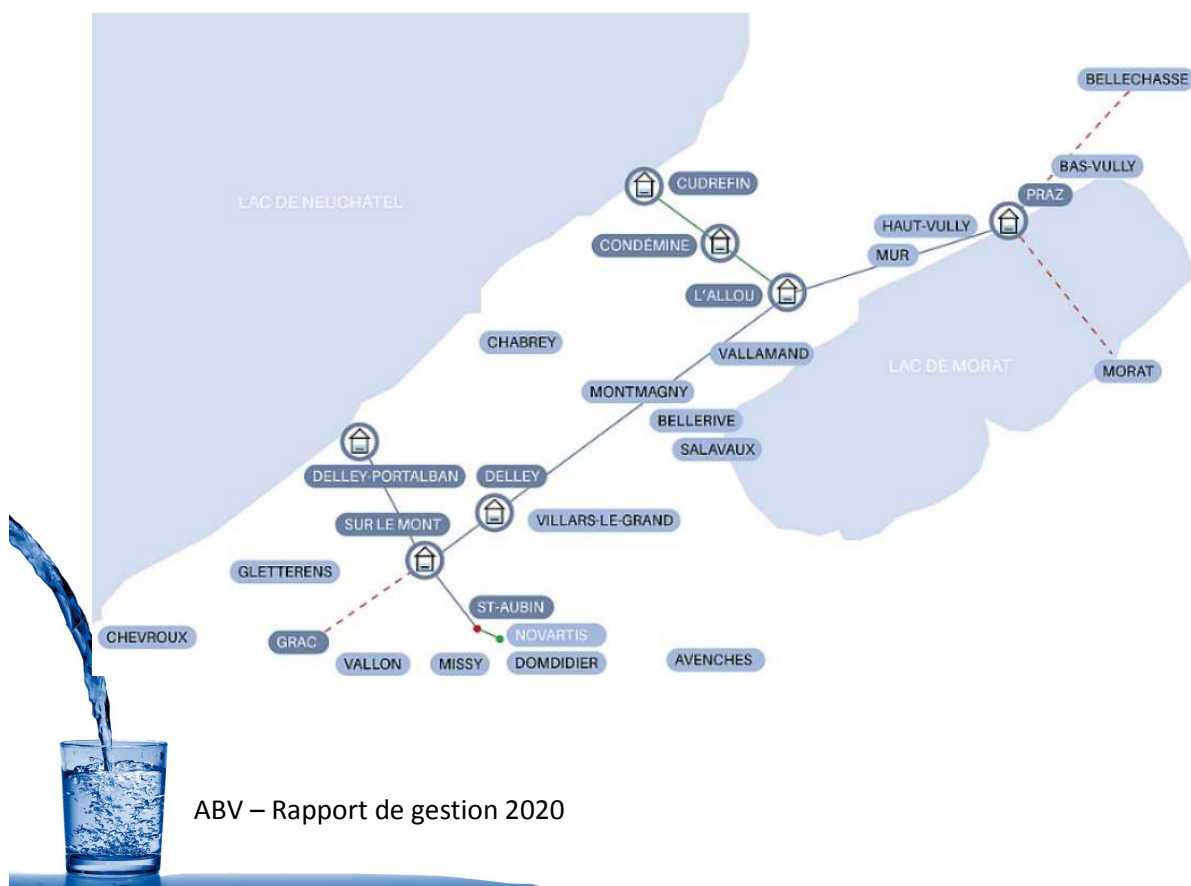 BELLECHASSE
BAS-VULLY
CUDREFIN
PRAZ
LAC DE NEUCHÂTEL
HAUT-VULLY
CONDÉMINE
MUR
L'ALLOU
CHABREY
VALLAMAND
LAC DE MORAT
MORAT
MONTMAGNY
BELLERIVE
SALAVAUX
DELLEY-PORTALBAN
DELLEY
SUR LE MONT
VILLARS-LE-GRAND
GLETTERENS
ST-AUBIN
CHEVROUX
GRAC
NOVARTIS
VALLON
MISSY
DOMDIDIER
AVENCHES
ABV – Rapport de gestion 2020